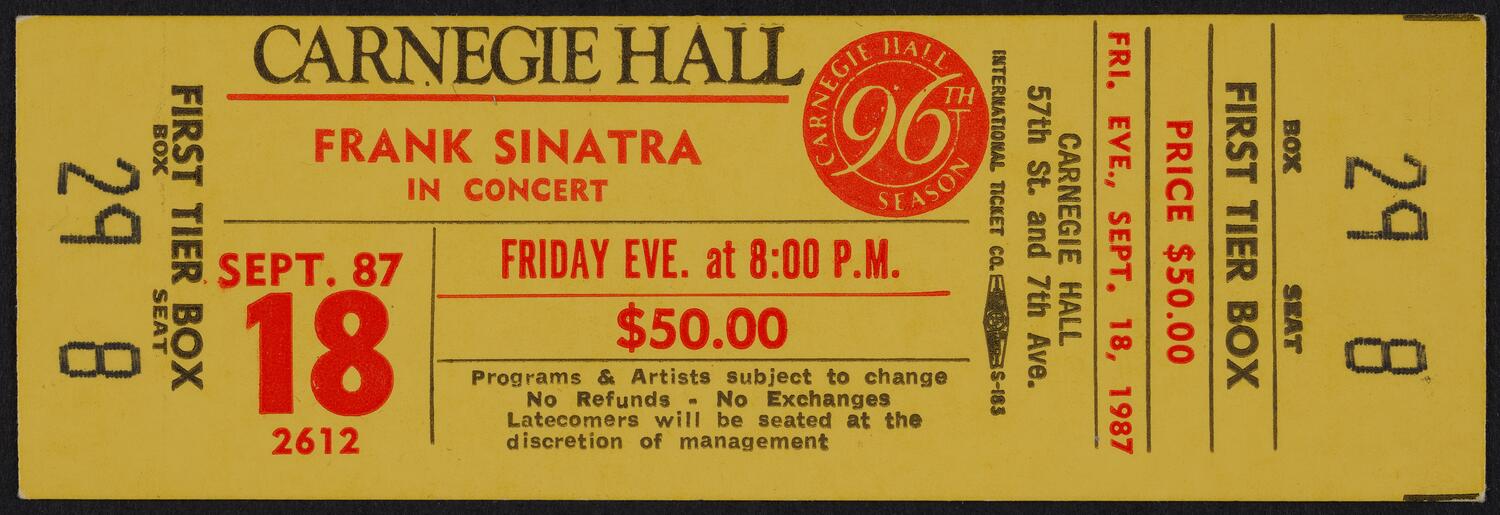 FIRST TIER BOX
BOX SEAT
29 8
CARNEGIE HALL
FRANK SINATRA
IN CONCERT
CARNEGIE HALL
96TH
SEASON
SEPT. 87
18
2612
FRIDAY EVE. at 8:00 P.M.
$50.00
Programs & Artists subject to change
No Refunds - No Exchanges
Latecomers will be seated at the
discretion of management
INTERNATIONAL TICKET CO. S-183
CARNEGIE HALL
57th St. and 7th Ave.
FRI. EVE., SEPT. 18, 1987
PRICE $50.00
FIRST TIER BOX
BOX SEAT
29 8